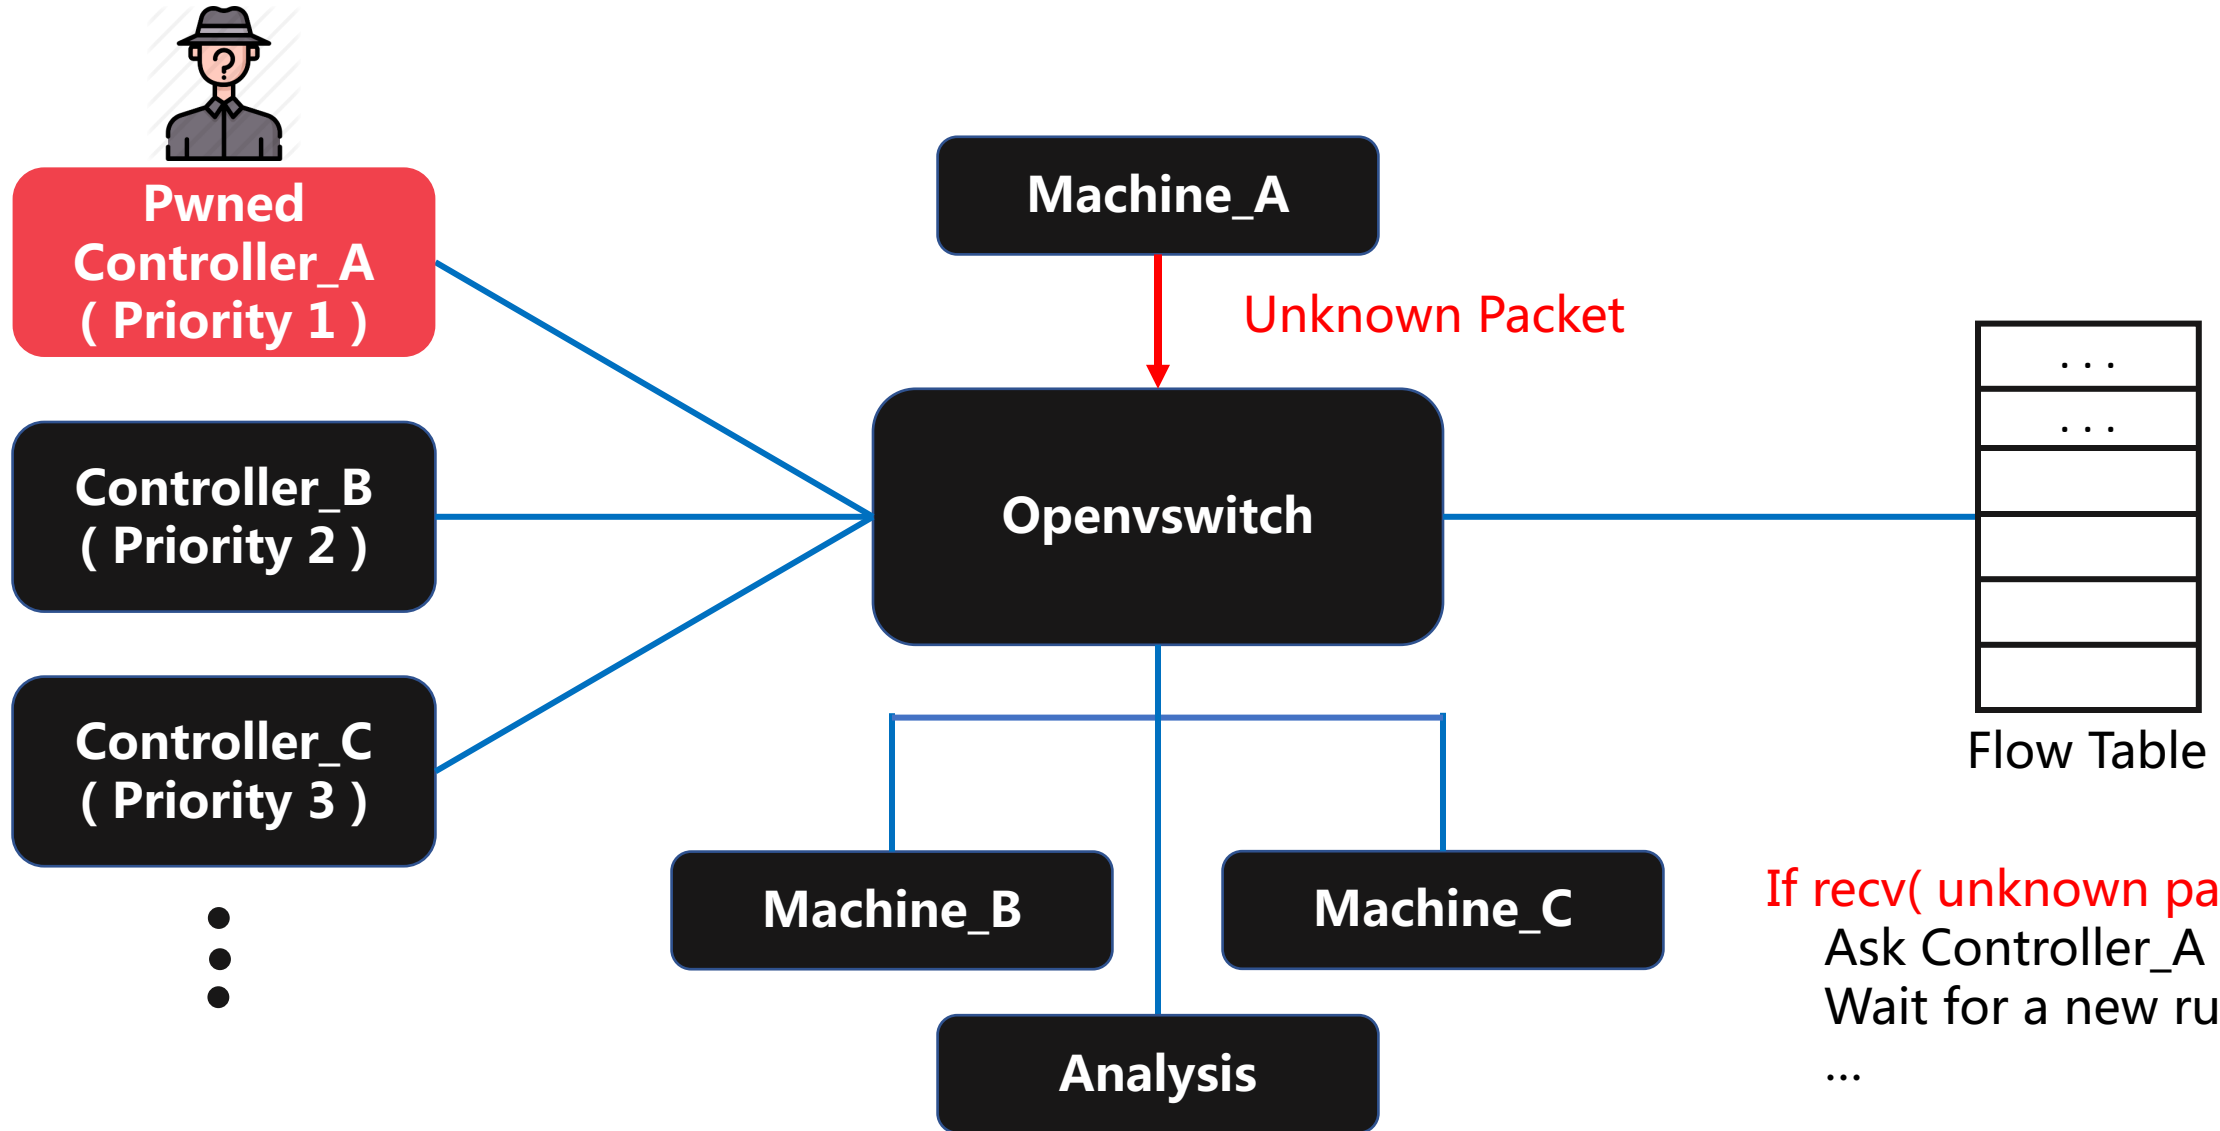 ?
Pwned
Controller_A
( Priority 1 )
Controller_B
( Priority 2 )
Controller_C
( Priority 3 )
Machine_A
Unknown Packet
Openvswitch
Machine_B
Machine_C
Analysis
. . .
. . .
Flow Table
If recv( unknown pa
Ask Controller_A
Wait for a new ru
...